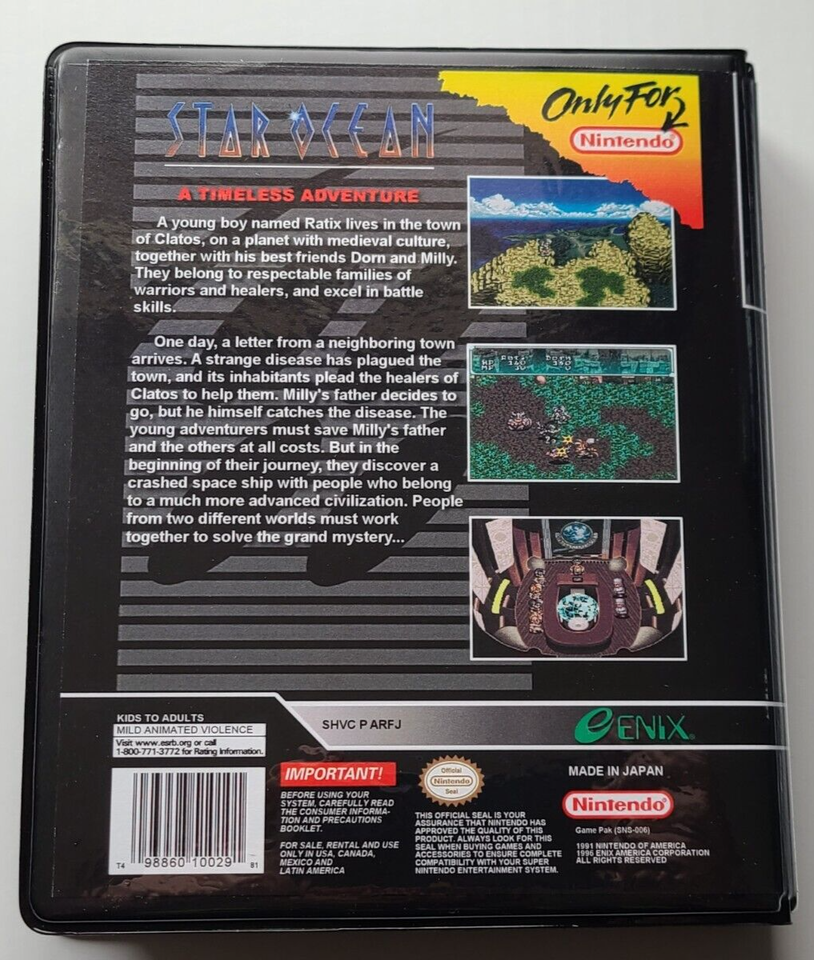 STAR OCEAN
Only For
Nintendo®
A TIMELESS ADVENTURE
A young boy named Ratix lives in the town
of Clatos, on a planet with medieval culture,
together with his best friends Dorn and Milly.
They belong to respectable families of
warriors and healers, and excel in battle
skills.
One day, a letter from a neighboring town
arrives. A strange disease has plagued the
town, and its inhabitants plead the healers of
Clatos to help them. Milly's father decides to
go, but he himself catches the disease. The
young adventurers must save Milly's father
and the others at all costs. But in the
beginning of their journey, they discover a
crashed space ship with people who belong
to a much more advanced civilization. People
from two different worlds must work
together to solve the grand mystery...
KIDS TO ADULTS
MILD ANIMATED VIOLENCE
Visit www.esrb.org or call
1-800-771-3772 for Rating Information.
SHVC P ARFJ
ENIX®
T4
98860 10029
81
IMPORTANT!
BEFORE USING YOUR
SYSTEM, CAREFULLY READ
THE CONSUMER INFORMA-
TION AND PRECAUTIONS
BOOKLET.
FOR SALE, RENTAL AND USE
ONLY IN USA, CANADA,
MEXICO AND
LATIN AMERICA
Official
Nintendo
Seal
THIS OFFICIAL SEAL IS YOUR
ASSURANCE THAT NINTENDO HAS
APPROVED THE QUALITY OF THIS
PRODUCT. ALWAYS LOOK FOR THIS
SEAL WHEN BUYING GAMES AND
ACCESSORIES TO ENSURE COMPLETE
COMPATIBILITY WITH YOUR SUPER
NINTENDO ENTERTAINMENT SYSTEM.
MADE IN JAPAN
Nintendo®
Game Pak (SNS-006)
1991 NINTENDO OF AMERICA
1996 ENIX AMERICA CORPORATION
ALL RIGHTS RESERVED